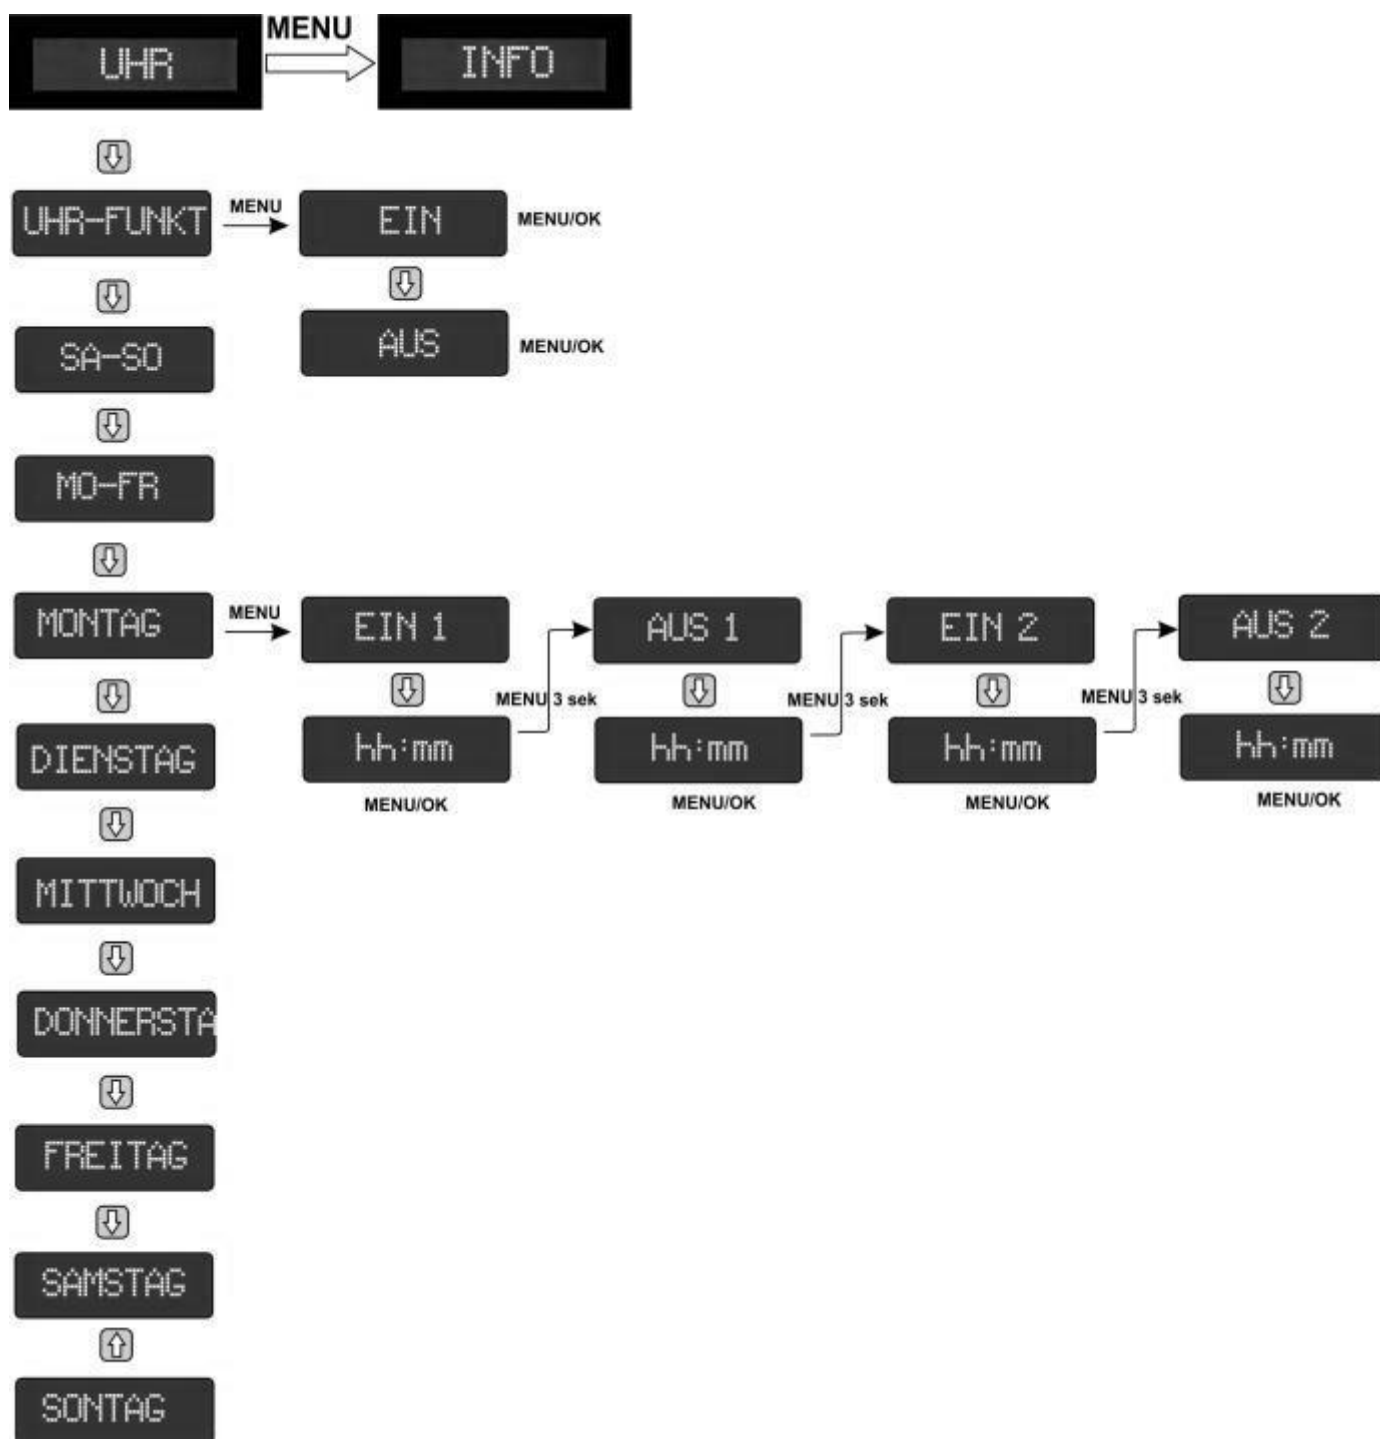 MENU
UHR
INFO
UHR-FUNKT
MENU
EIN
MENU/OK
SA-SO
AUS
MENU/OK
MO-FR
MONTAG
MENU
EIN 1
AUS 1
EIN 2
AUS 2
MENU 3 sek
MENU 3 sek
MENU 3 sek
DIENSTAG
hh:mm
hh:mm
hh:mm
hh:mm
MENU/OK
MENU/OK
MENU/OK
MENU/OK
MITTWOCH
DONNERSTA
FREITAG
SAMSTAG
SONTAG